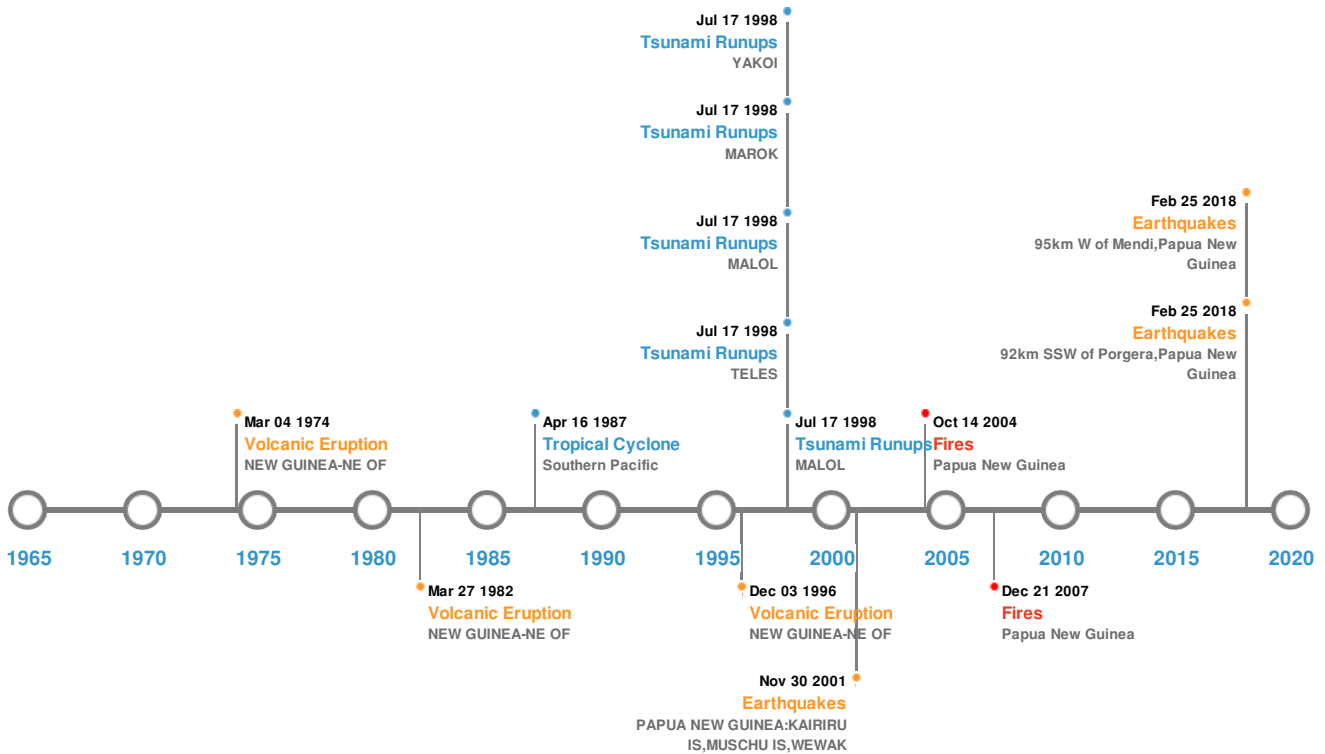 Jul 17 1998
Tsunami Runups
YAKOI
Jul 17 1998
Tsunami Runups
MAROK
Jul 17 1998
Tsunami Runups
MALOL
Jul 17 1998
Tsunami Runups
TELES
Feb 25 2018
Earthquakes
95km W of Mendi,Papua New
Guinea
Feb 25 2018
Earthquakes
92km SSW of Porgera,Papua New
Guinea
Mar 04 1974
Volcanic Eruption
NEW GUINEA-NE OF
Apr 16 1987
Tropical Cyclone
Southern Pacific
Jul 17 1998
Tsunami Runups
MALOL
Oct 14 2004
Fires
Papua New Guinea
1965 1970 1975 1980 1985 1990 1995 2000 2005 2010 2015 2020
Mar 27 1982
Volcanic Eruption
NEW GUINEA-NE OF
Dec 03 1996
Volcanic Eruption
NEW GUINEA-NE OF
Dec 21 2007
Fires
Papua New Guinea
Nov 30 2001
Earthquakes
PAPUA NEW GUINEA:KAIRIRU
IS,MUSCHU IS,WEWAK